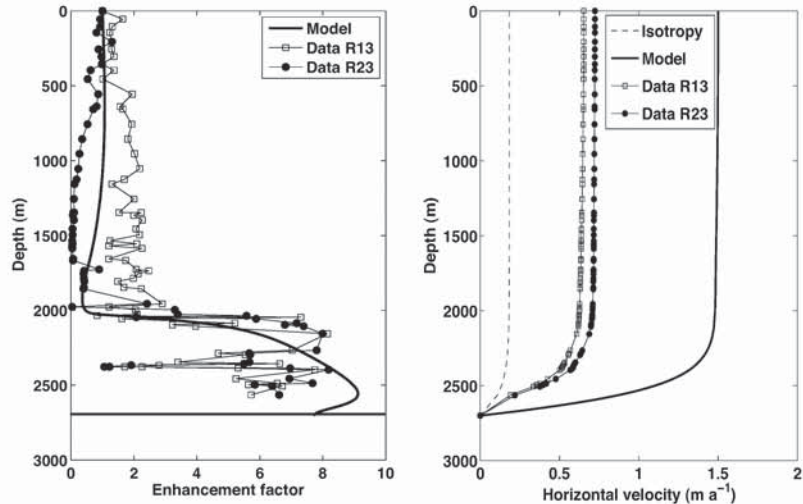 0
500
1000
1500
2000
2500
3000
Depth (m)
0
2
4
6
8
10
Enhancement factor
Model
Data R13
Data R23
0
500
1000
1500
2000
2500
3000
Depth (m)
0
0.5
1
1.5
2
Horizontal velocity (m a⁻¹)
Isotropy
Model
Data R13
Data R23